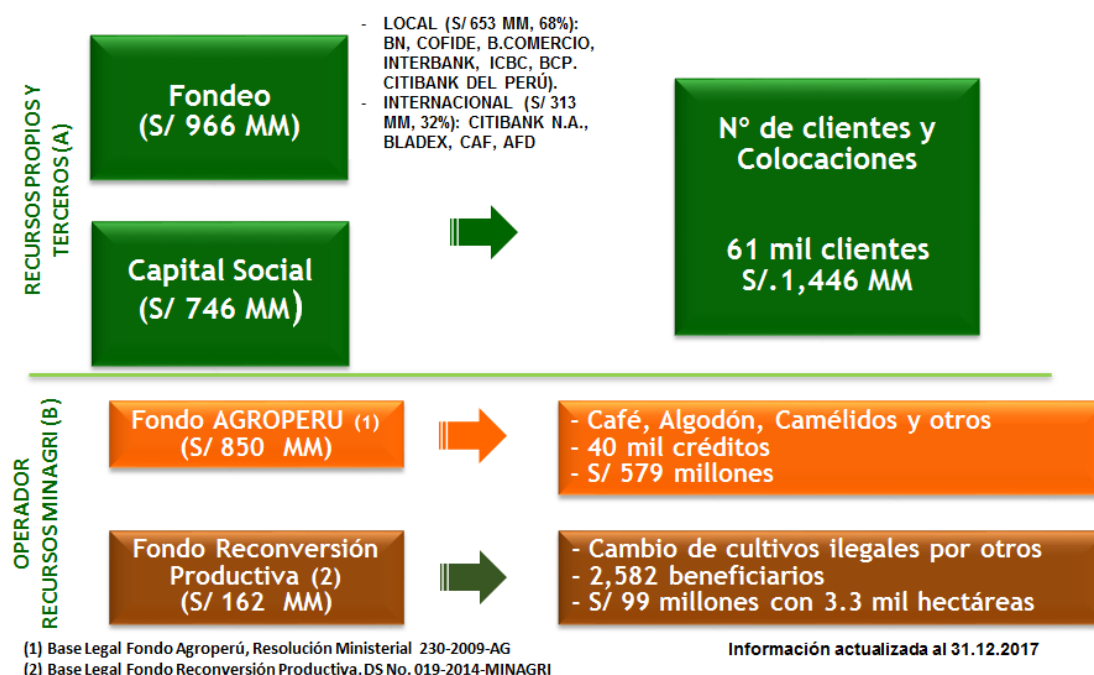 RECURSOS PROPIOS Y
TERCEROS (A)
Fondeo
(S/ 966 MM)
- LOCAL (S/ 653 MM, 68%):
BN, COFIDE, B.COMERCIO,
INTERBANK, ICBC, BCP.
CITIBANK DEL PERÚ).
- INTERNACIONAL (S/ 313
MM, 32%): CITIBANK N.A.,
BLADEX, CAF, AFD
Capital Social
(S/ 746 MM)
N° de clientes y
Colocaciones
61 mil clientes
S/.1,446 MM
OPERADOR
RECURSOS MINAGRI (B)
Fondo AGROPERU (1)
(S/ 850 MM)
- Café, Algodón, Camélidos y otros
- 40 mil créditos
- S/ 579 millones
Fondo Reconversión
Productiva (2)
(S/ 162 MM)
- Cambio de cultivos ilegales por otros
- 2,582 beneficiarios
- S/ 99 millones con 3.3 mil hectáreas
(1) Base Legal Fondo Agroperú, Resolución Ministerial 230-2009-AG
(2) Base Legal Fondo Reconversión Productiva. DS No. 019-2014-MINAGRI
Información actualizada al 31.12.2017